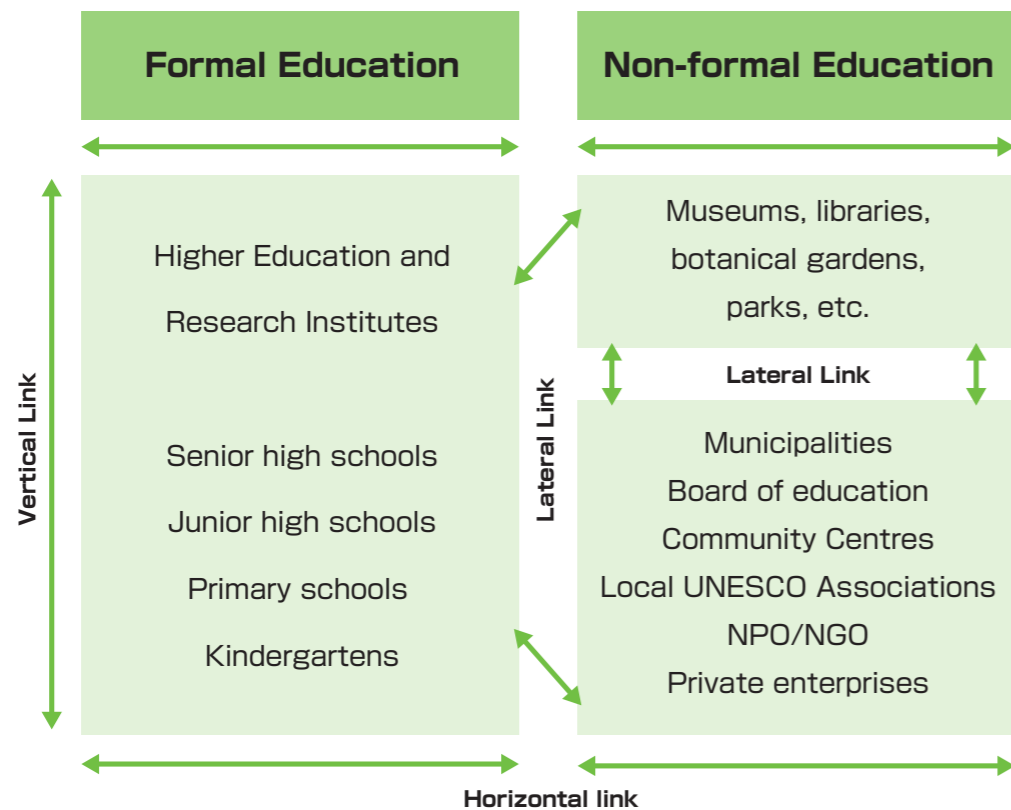 Formal Education
Non-formal Education
Vertical Link
Higher Education and
Research Institutes
Senior high schools
Junior high schools
Primary schools
Kindergartens
Lateral Link
Museums, libraries,
botanical gardens,
parks, etc.
Lateral Link
Municipalities
Board of education
Community Centres
Local UNESCO Associations
NPO/NGO
Private enterprises
Horizontal link